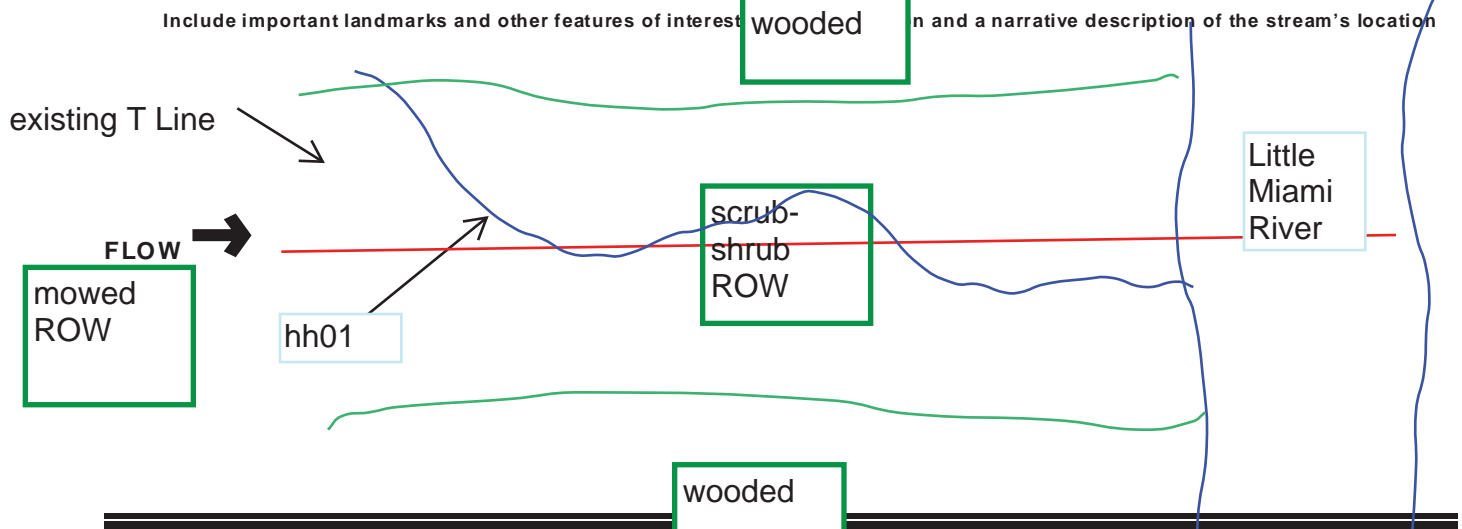 Include important landmarks and other features of interest n and a narrative description of the stream's location
wooded
existing T Line
Little
Miami
River
scrub-
shrub
ROW
FLOW
mowed
ROW
hh01
wooded